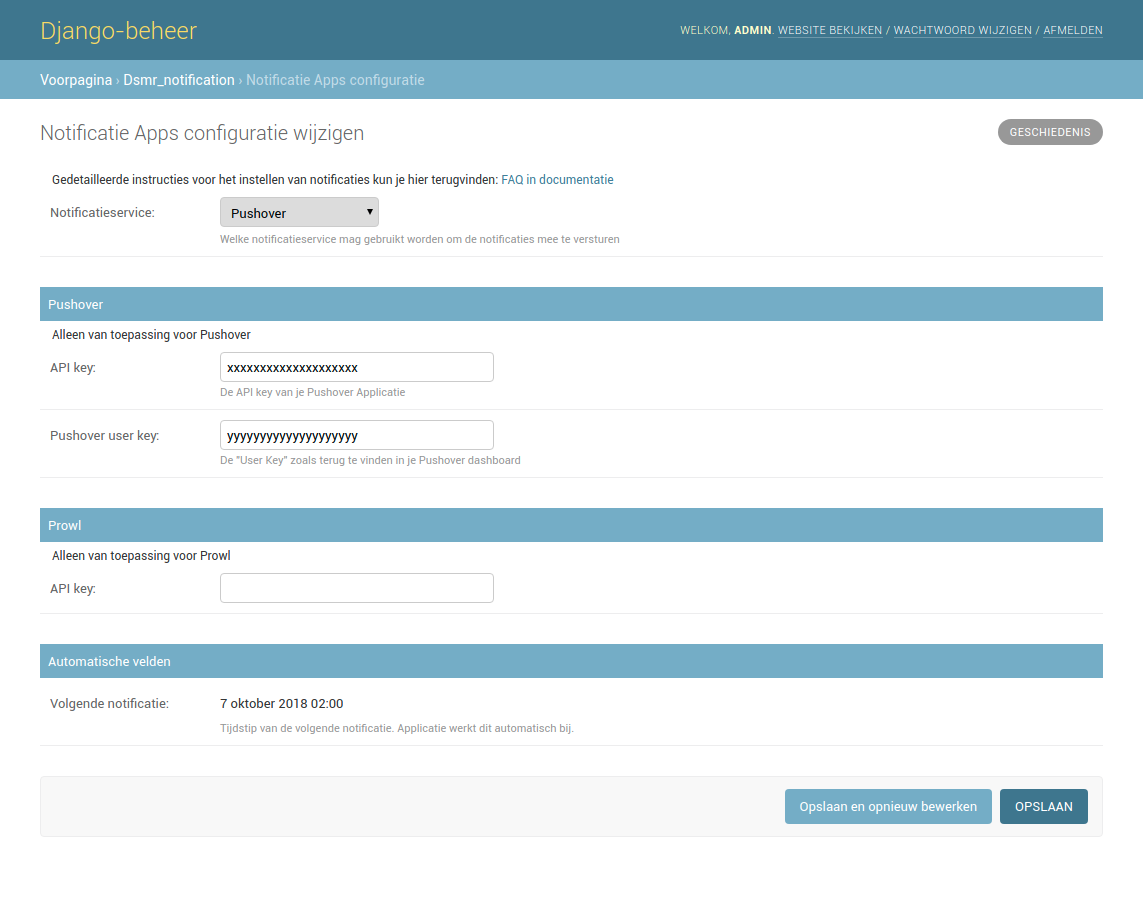 Django-beheer
WELKOM, ADMIN. WEBSITE BEKIJKEN / WACHTWOORD WIJZIGEN / AFMELDEN
Voorpagina › Dsmr_notification › Notificatie Apps configuratie
Notificatie Apps configuratie wijzigen
GESCHIEDENIS
Gedetailleerde instructies voor het instellen van notificaties kun je hier terugvinden: FAQ in documentatie
Notificatieservice:
Pushover
Welke notificatieservice mag gebruikt worden om de notificaties mee te versturen
Pushover
Alleen van toepassing voor Pushover
API key:
xxxxxxxxxxxxxxxxxxxx
De API key van je Pushover Applicatie
Pushover user key:
yyyyyyyyyyyyyyyyyyyy
De "User Key" zoals terug te vinden in je Pushover dashboard
Prowl
Alleen van toepassing voor Prowl
API key:
Automatische velden
Volgende notificatie:
7 oktober 2018 02:00
Tijdstip van de volgende notificatie. Applicatie werkt dit automatisch bij.
Opslaan en opnieuw bewerken
OPSLAAN